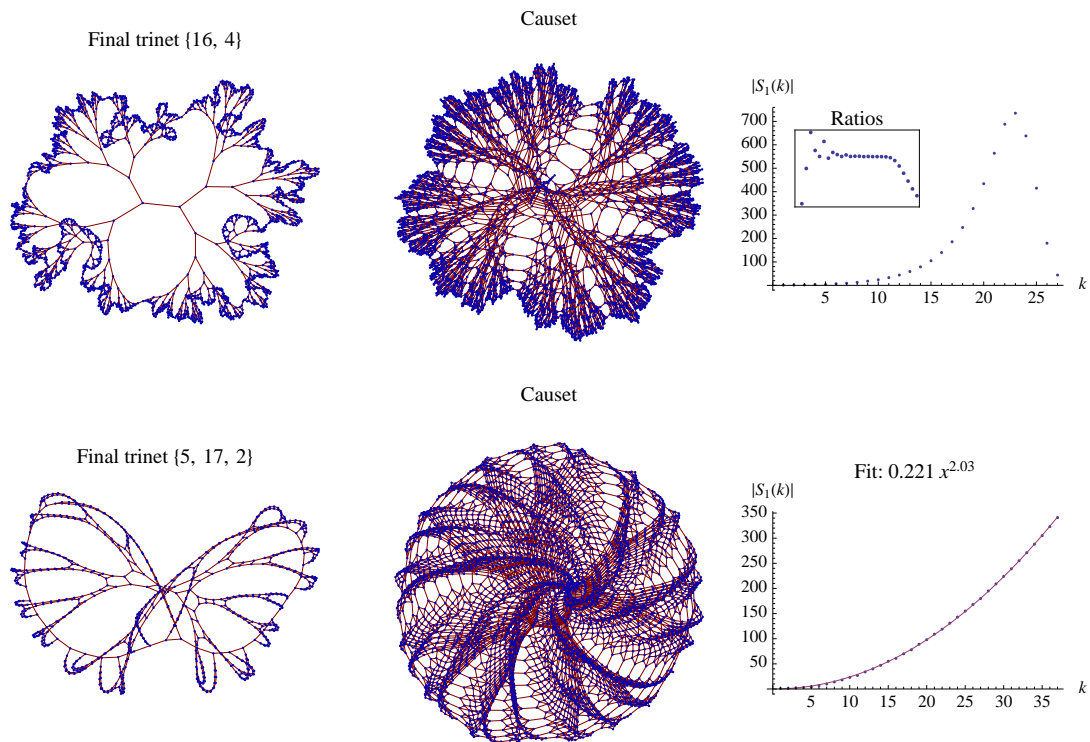 Causet
Final trinet {16, 4}
|S₁(k)|
Ratios
700
600
500
400
300
200
100
5 10 15 20 25 k
Causet
Final trinet {5, 17, 2}
Fit: 0.221 x^2.03
|S₁(k)|
350
300
250
200
150
100
50
5 10 15 20 25 30 35 k